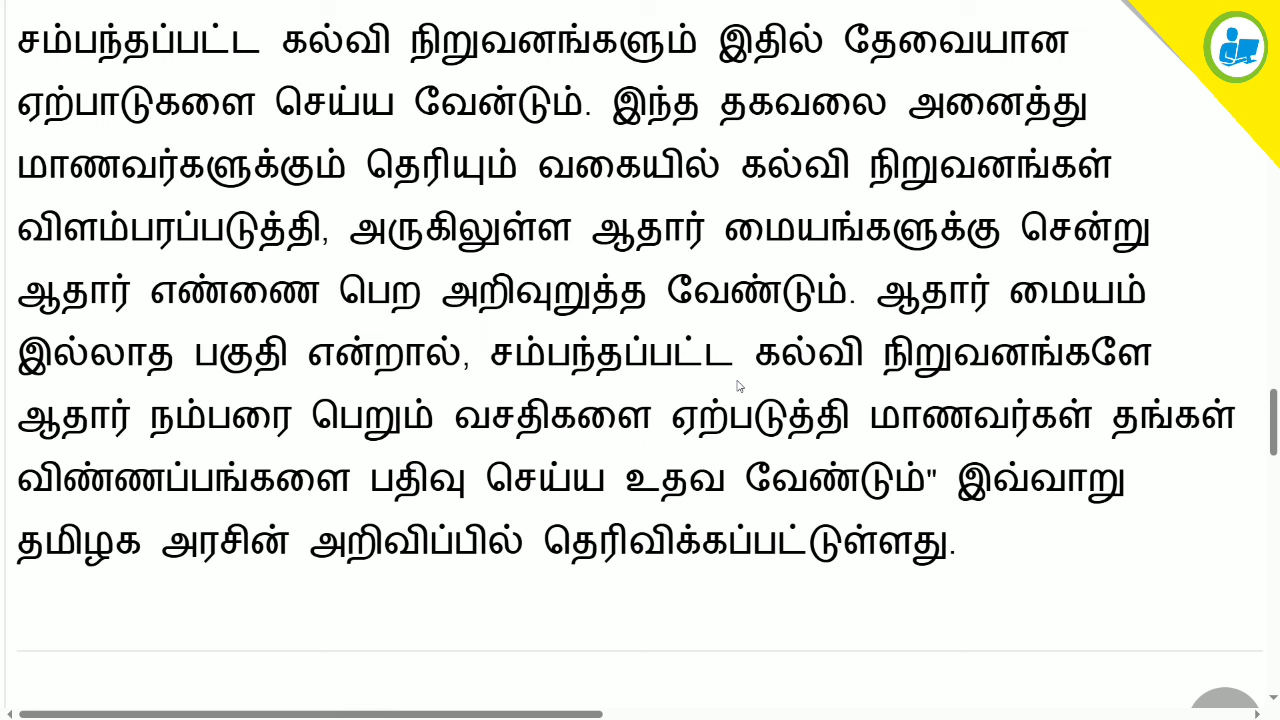 சம்பந்தப்பட்ட கல்வி நிறுவனங்களும் இதில் தேவையான
ஏற்பாடுகளை செய்ய வேன்டும். இந்த தகவலை அனைத்து
மாணவர்களுக்கும் தெரியும் வகையில் கல்வி நிறுவனங்கள்
விளம்பரப்படுத்தி, அருகிலுள்ள ஆதார் மையங்களுக்கு சென்று
ஆதார் எண்ணை பெற அறிவுறுத்த வேண்டும். ஆதார் மையம்
இல்லாத பகுதி என்றால், சம்பந்தப்பட்ட கல்வி நிறுவனங்களே
ஆதார் நம்பரை பெறும் வசதிகளை ஏற்படுத்தி மாணவர்கள் தங்கள்
விண்ணப்பங்களை பதிவு செய்ய உதவ வேண்டும்" இவ்வாறு
தமிழக அரசின் அறிவிப்பில் தெரிவிக்கப்பட்டுள்ளது.